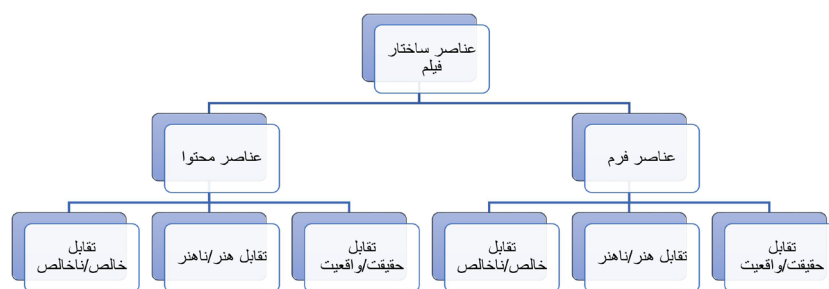 عناصر ساختار
فیلم
عناصر فرم
عناصر محتوا
تقابل
حقیقت/واقعیت
تقابل هنر/ناهنر
تقابل
خالص/ناخالص
تقابل
حقیقت/واقعیت
تقابل هنر/ناهنر
تقابل
خالص/ناخالص